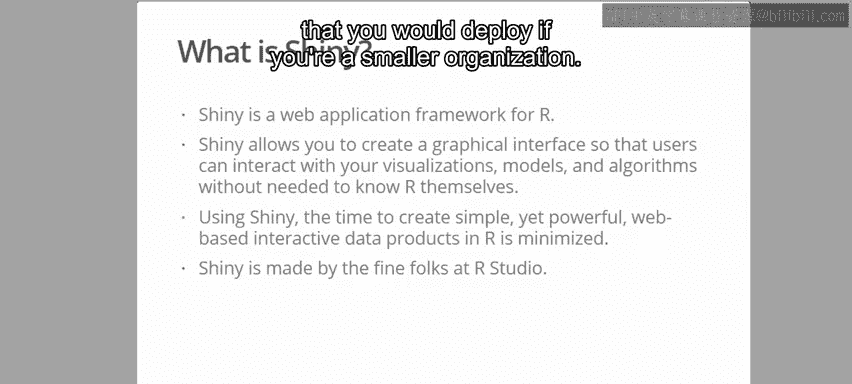 that you would deploy if
What is Shiny?
you're a smaller organization.
· Shiny is a web application framework for R.
· Shiny allows you to create a graphical interface so that users
can interact with your visualizations, models, and algorithms
without needed to know R themselves.
· Using Shiny, the time to create simple, yet powerful, web-
based interactive data products in R is minimized.
· Shiny is made by the fine folks at R Studio.
@bilibili.com